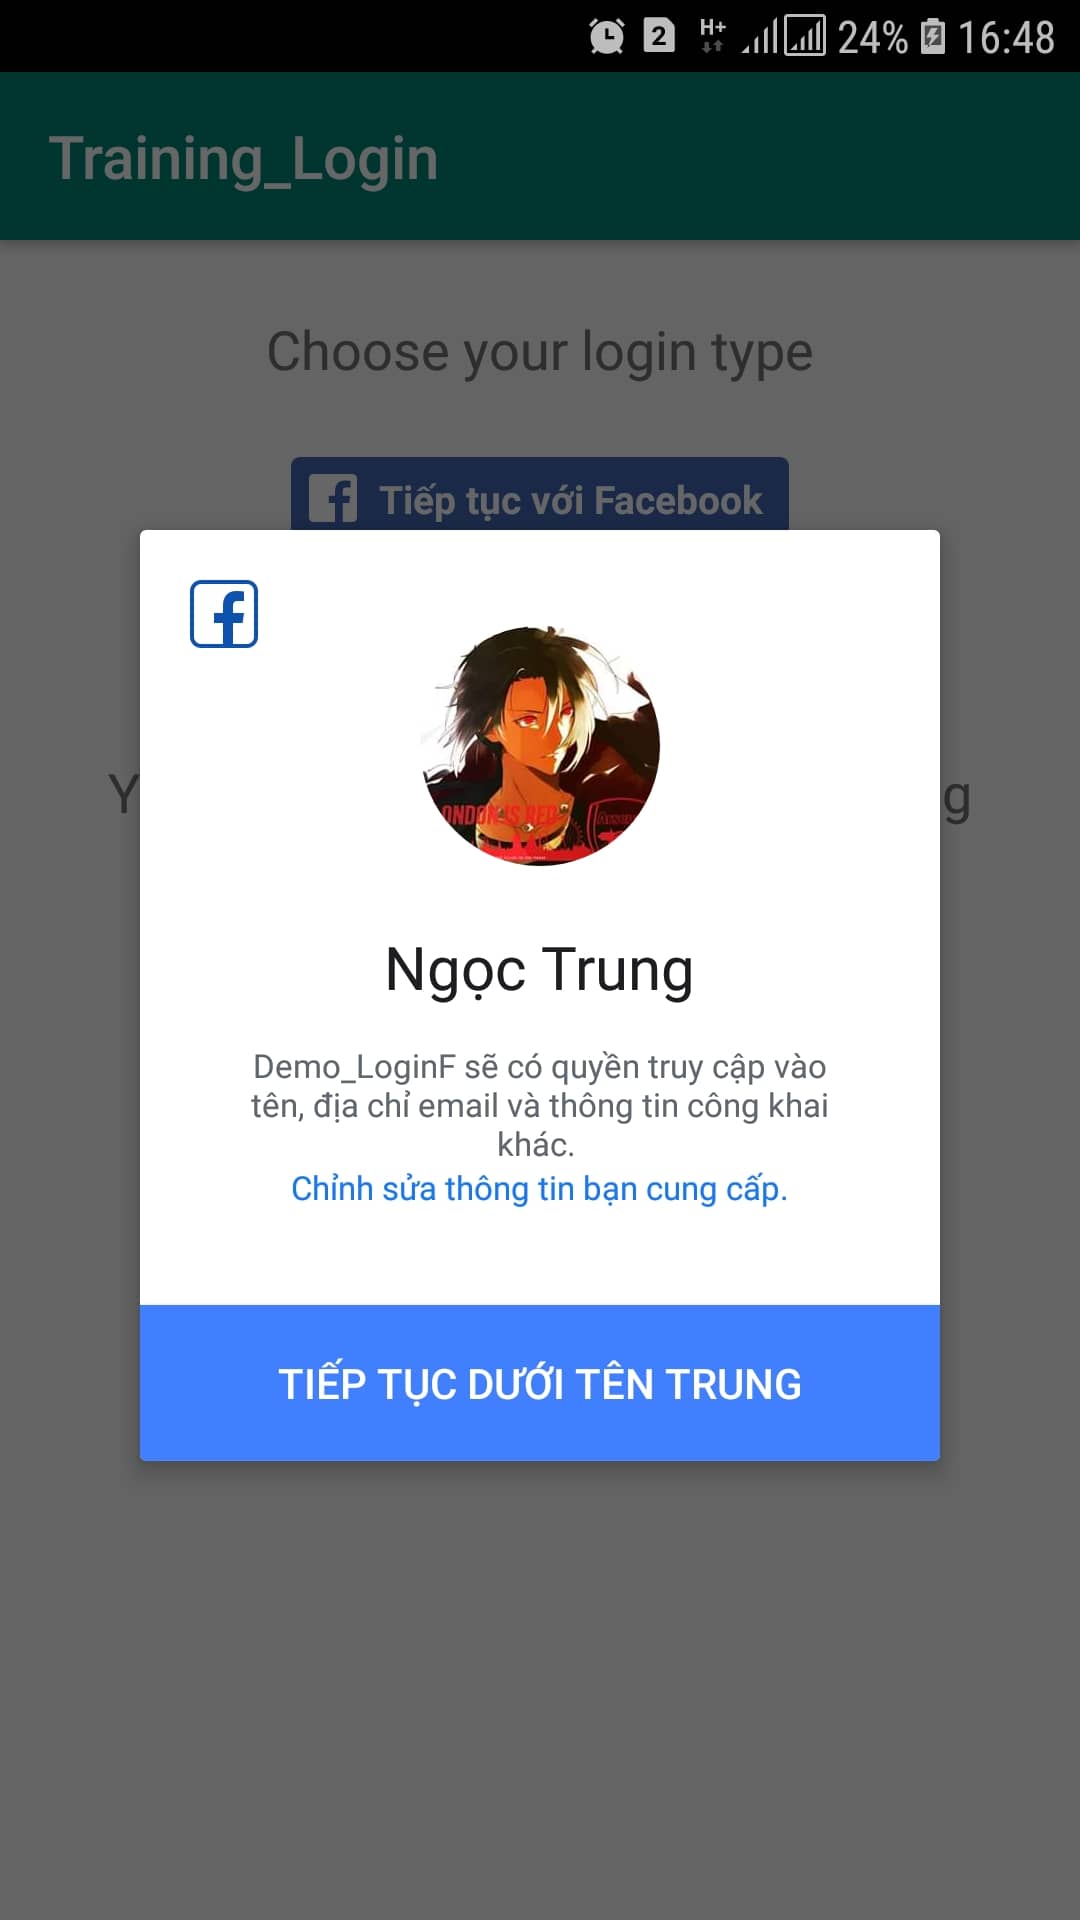 2 H+ 24% 16:48
Training_Login
Choose your login type
Tiếp tục với Facebook
Y g
ONDON IS RED
Arsen
Ngọc Trung
Demo_LoginF sẽ có quyền truy cập vào
tên, địa chỉ email và thông tin công khai
khác.
Chỉnh sửa thông tin bạn cung cấp.
TIẾP TỤC DƯỚI TÊN TRUNG